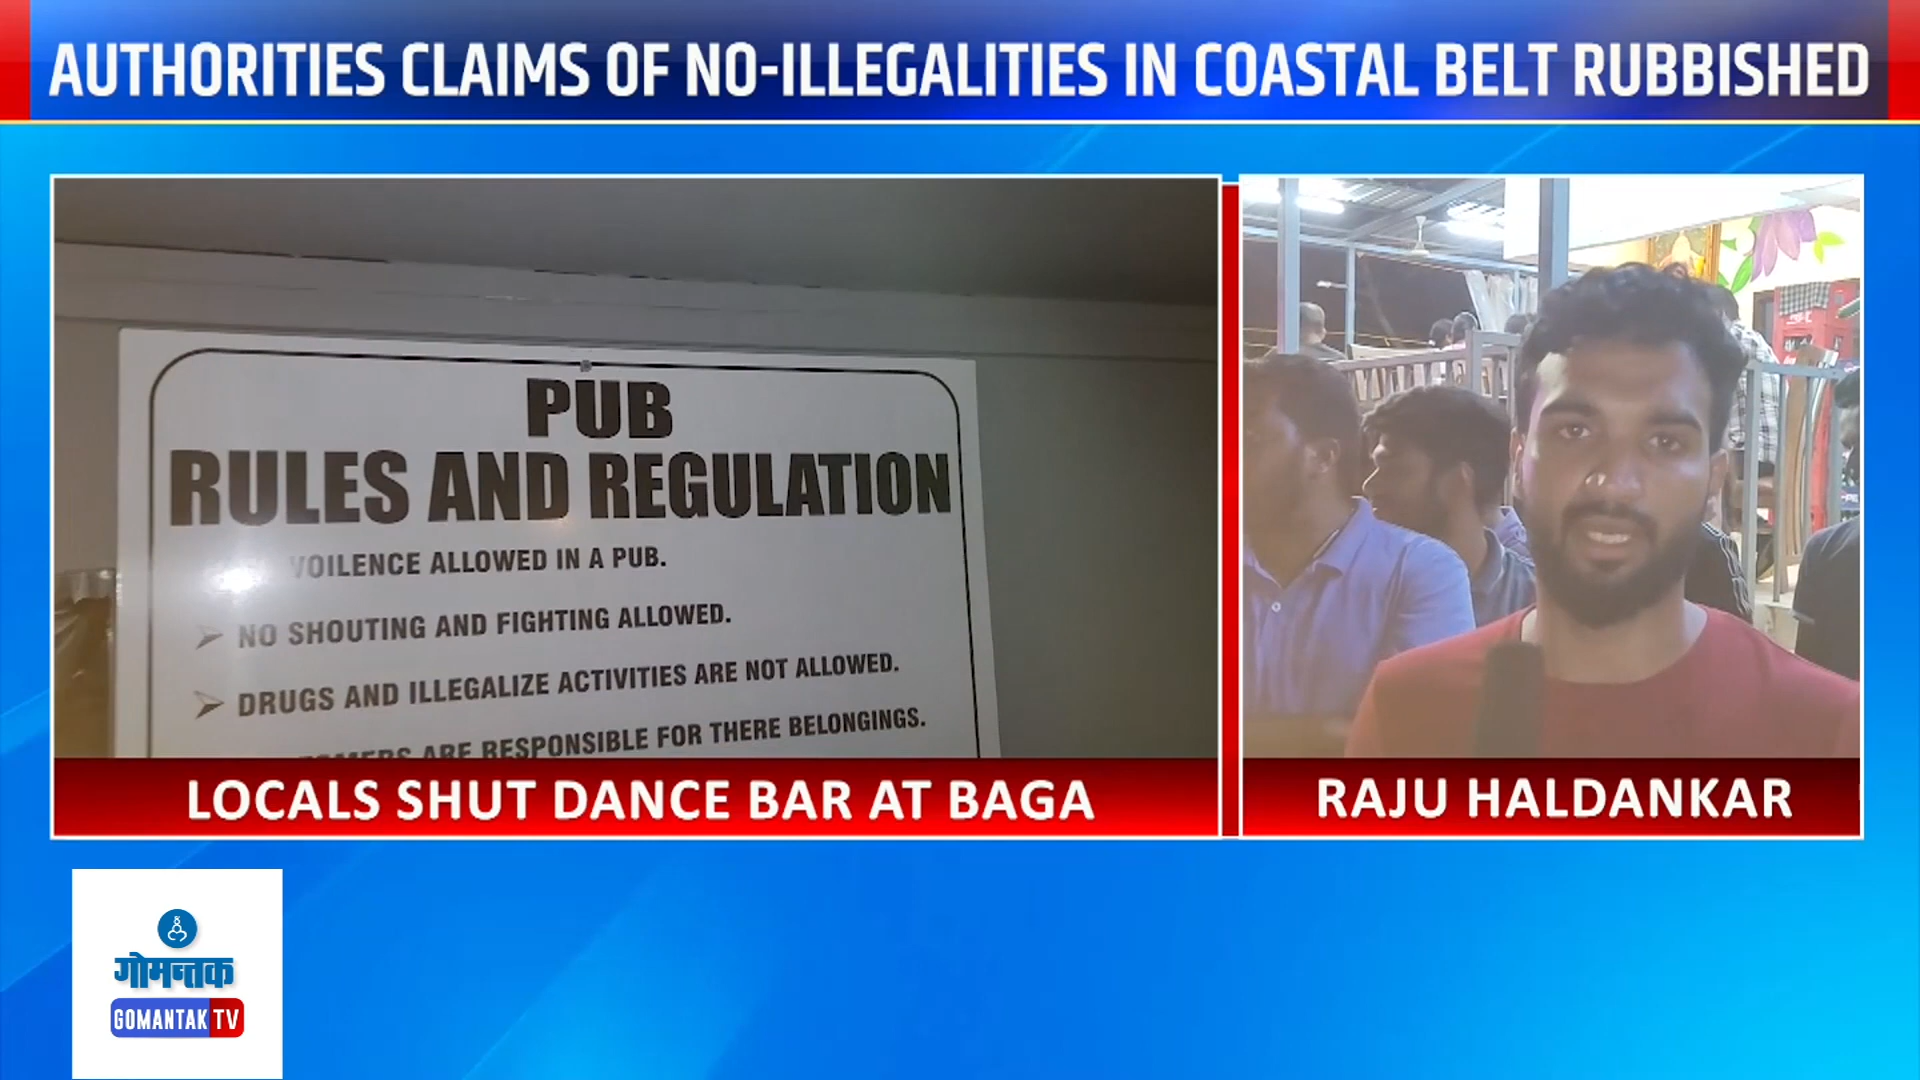 AUTHORITIES CLAIMS OF NO-ILLEGALITIES IN COASTAL BELT RUBBISHED
PUB
RULES AND REGULATION
VOILENCE ALLOWED IN A PUB.
NO SHOUTING AND FIGHTING ALLOWED.
DRUGS AND ILLEGALIZE ACTIVITIES ARE NOT ALLOWED.
ARE RESPONSIBLE FOR THERE BELONGINGS.
LOCALS SHUT DANCE BAR AT BAGA
RAJU HALDANKAR
गोमन्तक
GOMANTAK TV